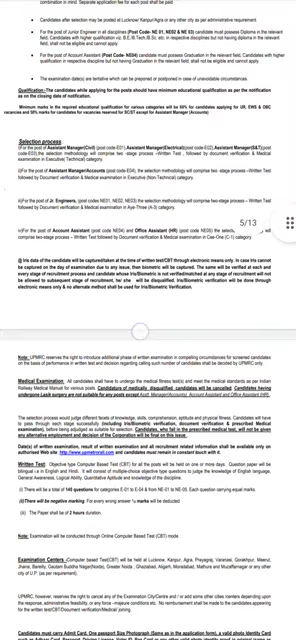 combination in mind. Separate application fee for each post shall be paid.
• Candidates after selection may be posted at Lucknow/ Kanpur/Agra or any other city as per administrative requirement.
• For the post of Junior Engineer in all disciplines (Post Code- NE 01, NE02 & NE 03) candidate must possess Diploma in the relevant
field. Candidates with higher qualification viz. B.E./B.Tech /B.Sc. etc. in respective disciplines but not having diploma in the relevant
field, shall not be eligible and cannot apply.
• For the post of Account Assistant (Post Code- NE04) candidate must possess Graduation in the relevant field. Candidates with higher
qualification in respective discipline but not having Graduation in the relevant field, shall not be eligible and cannot apply.
• The examination date(s) are tentative which can be preponed or postponed in case of unavoidable circumstances.
Qualification:-The candidates while applying for the posts should have minimum educational qualification as per the notification
as on the closing date of notification.
Minimum marks in the required educational qualification for various categories will be 60% for candidates applying for UR, EWS & OBC
vacancies and 50% marks for candidates for vacancies reserved for SC/ST except for Assistant Manager (Accounts)
Selection process
i)For the post of Assistant Manager(Civil) (post code-E01), Assistant Manager(Electrical)(post code-E02), Assistant Manager(S&T)(post
code-E03),the selection methodology will comprise two -stage process –Written Test , followed by document verification & Medical
examination in Executive( Technical) category.
ii)For the post of Assistant Manager/Accounts (post code-E04), the selection methodology will comprise two -stage process –Written Test
followed by Document verification & Medical examination in Executive (Non-Technical) category.
iii)For the post of Jr. Engineers, (post codes NE01, NE02, NE03) the selection methodology will comprise two-stage process – Written Test
followed by Document verification & Medical examination in Aye-Three (A-3) category.
5/13
iv)For the post of Account Assistant (post code NE04) and Office Assistant (HR) (post code NE05) the selection will
comprise two-stage process – Written Test followed by Document verification & Medical examination in Cee-One (C-1) category.
@ Iris data of the candidate will be captured/taken at the time of written test/CBT through electronic means only. In case iris cannot
be captured on the day of examination due to any issue, then biometric will be captured. The same will be verified at each and
every stage of recruitment process and candidate whose Iris/Biometric is not verified/matched at any stage of recruitment will not
be allowed to subsequent stage of recruitment, he/ she will be disqualified. Iris/Biometric verification will be done through
electronic means only & no alternate method shall be used for Iris/Biometric Verification.
Note: UPMRC reserves the right to introduce additional phase of written examination in compelling circumstances for screened candidates
on the basis of performance in written test and decision regarding calling such number of candidates shall be decided by UPMRC only.
Medical Examination: All candidates shall have to undergo the medical fitness test(s) and meet the medical standards as per Indian
Railway Medical Manual for various posts. Candidature of medically disqualified candidates will be cancelled. Candidates having
undergone Lasik surgery are not suitable for any posts except Asstt. Manager(Accounts), Account Assistant and Office Assistant (HR).
The selection process would judge different facets of knowledge, skills, comprehension, aptitude and physical fitness. Candidates will have
to pass through each stage successfully (including Iris/Biometric verification, document verification & prescribed Medical
examination), before being adjudged as suitable for selection. Candidates, who fail in the prescribed medical test, will not be given
any alternative employment and decision of the Corporation will be final on this issue.
Date(s) of written examination, result of written examination and all recruitment related information shall be available only on
authorised Web site: http://www.upmetrorail.com and candidates must remain in constant touch with it.
Written Test: Objective type Computer Based Test (CBT) for all the posts will be held on one or more days. Question paper will be
bilingual i.e in English and Hindi. It will consist of multiple-choice objective type questions to judge the knowledge of English language,
General Awareness, Logical Ability, Quantitative Aptitude and knowledge of the discipline.
(i) There will be a total of 140 questions for categories E-01 to E-04 & from NE-01 to NE-05. Each question carrying equal marks.
(ii)There will be negative marking. For every wrong answer marks will be deducted.
(iii) The Paper shall be of 2 hours duration.
Note: Examination will be conducted through Online Computer Based Test (CBT) mode.
Examination Centers -Computer based Test(CBT) will be held at Lucknow, Kanpur, Agra, Prayagraj, Varanasi, Gorakhpur, Meerut,
Jhansi, Bareilly, Gautam Buddha Nagar(Noida), Greater Noida , Ghaziabad, Aligarh, Moradabad, Mathura and Muzaffarnagar or any other
city of U.P. (as per requirement).
UPMRC, however, reserves the right to cancel any of the Examination City/Centre and / or add some other cities /centers depending upon
the response, administrative feasibility, or any force –majeure conditions etc. No reimbursement shall be made to the candidates appearing
for the written test/CBT/Document verification/Medical/ joining.
Candidates must carry Admit Card, One passport Size Photograph (Same as in the application form), a valid photo Identity Card